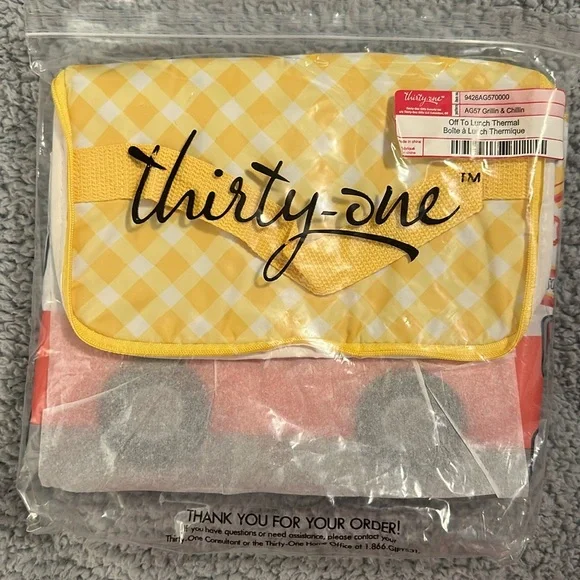 thirty-one™
thirty-one
9426AG570000
AG57 Grillin & Chillin
Off To Lunch Thermal
Boîte à Lunch Thermique
THANK YOU FOR YOUR ORDER!
If you have questions or need assistance, please contact your
Thirty-One Consultant or the Thirty-One Home Office at 1.866.